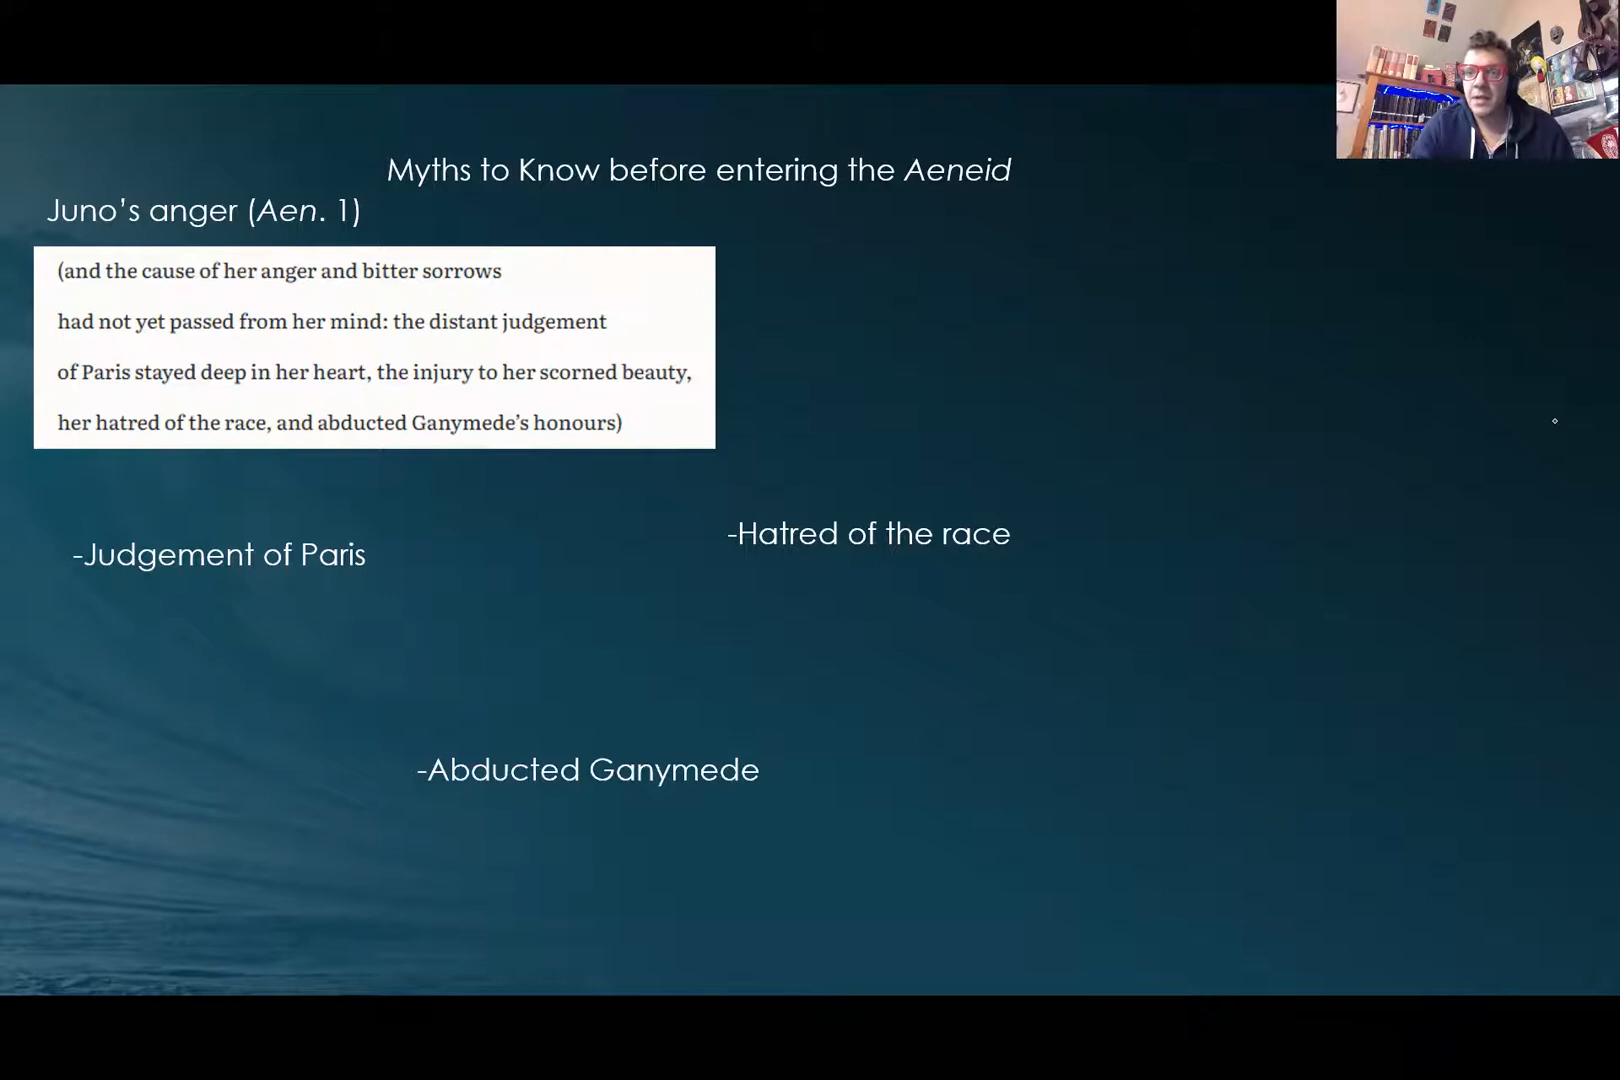 Myths to Know before entering the Aeneid
Juno’s anger (Aen. 1)
(and the cause of her anger and bitter sorrows
had not yet passed from her mind: the distant judgement
of Paris stayed deep in her heart, the injury to her scorned beauty,
her hatred of the race, and abducted Ganymede’s honours)
-Judgement of Paris
-Hatred of the race
-Abducted Ganymede